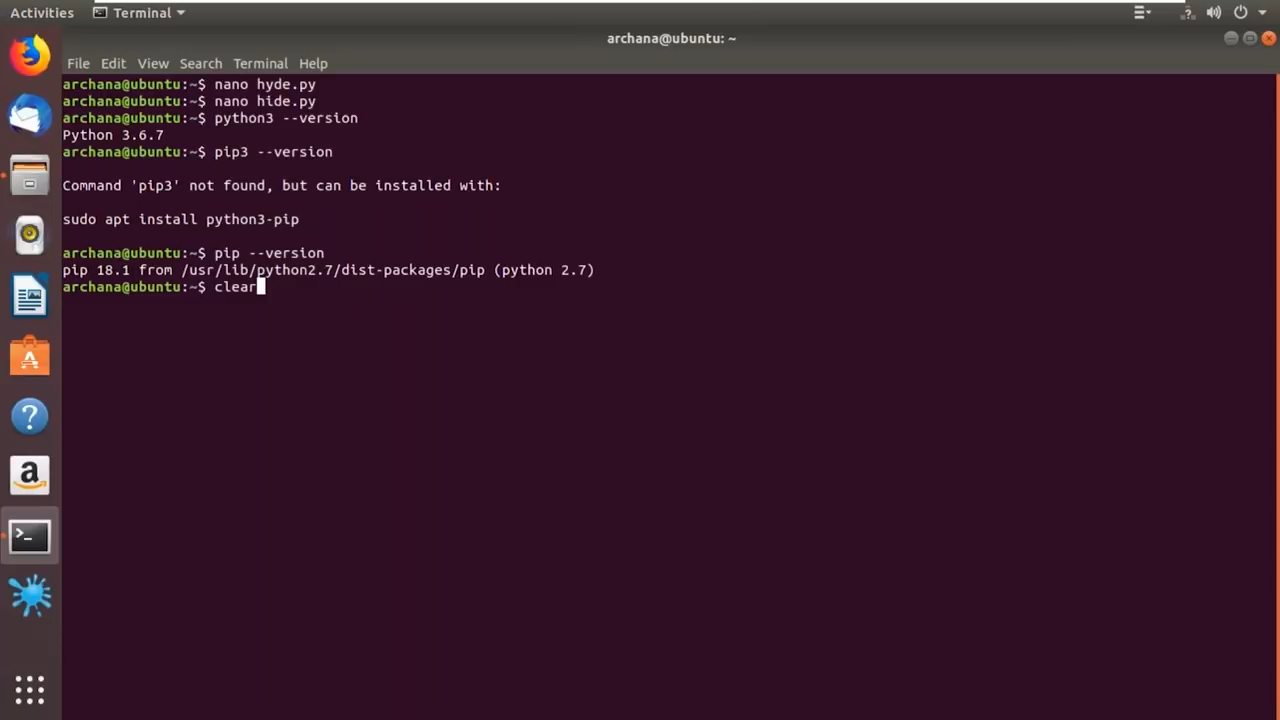 Activities Terminal
archana@ubuntu: ~
File Edit View Search Terminal Help
archana@ubuntu:~$ nano hyde.py
archana@ubuntu:~$ nano hide.py
archana@ubuntu:~$ python3 --version
Python 3.6.7
archana@ubuntu:~$ pip3 --version
Command 'pip3' not found, but can be installed with:
sudo apt install python3-pip
archana@ubuntu:~$ pip --version
pip 18.1 from /usr/lib/python2.7/dist-packages/pip (python 2.7)
archana@ubuntu:~$ clear